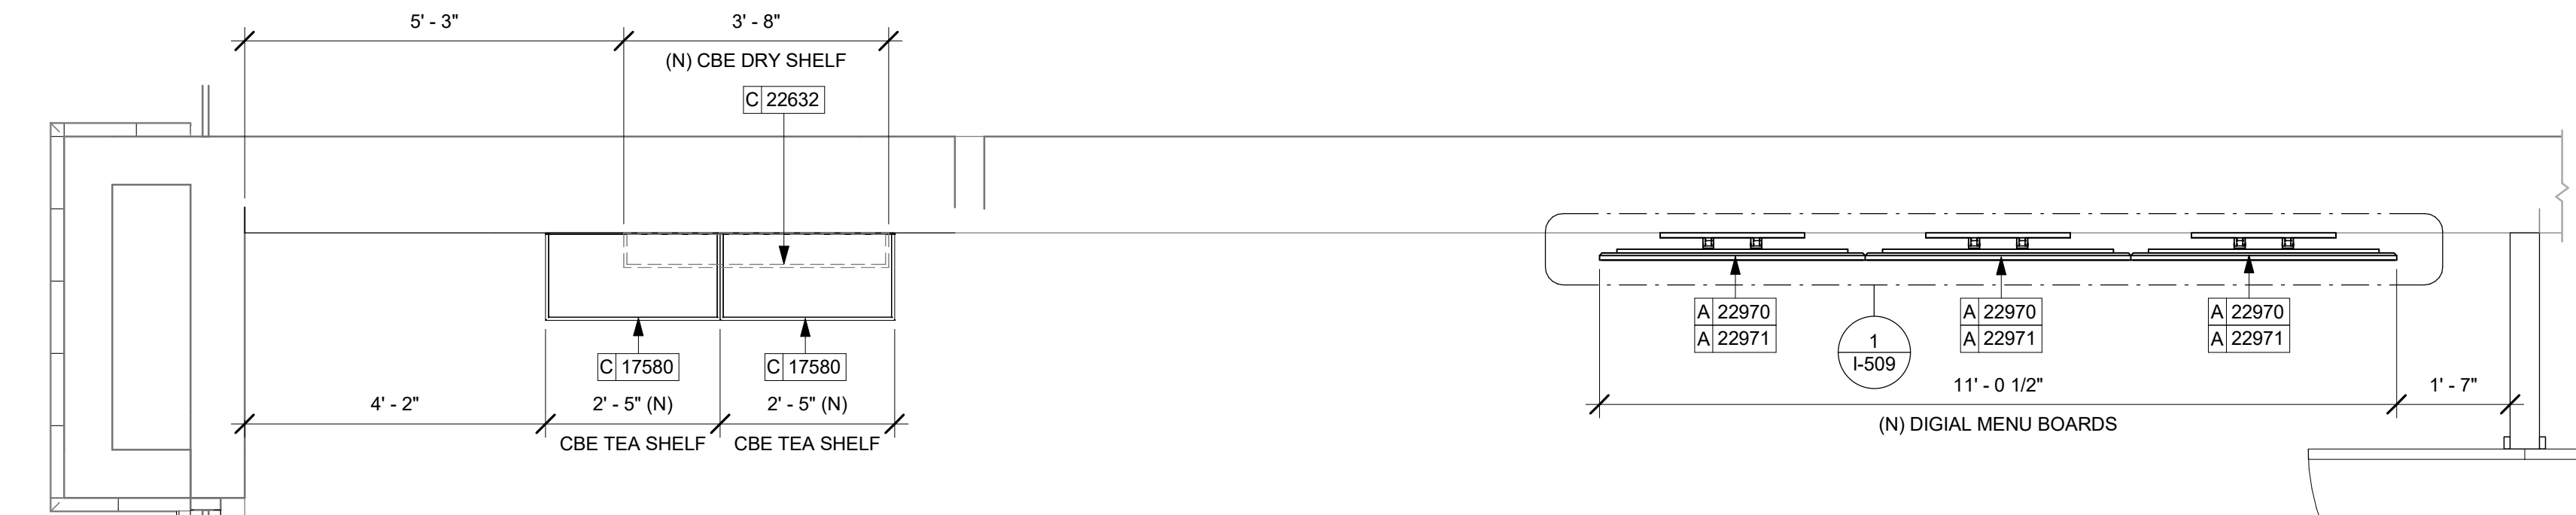 5' - 3"
3' - 8"
(N) CBE DRY SHELF
C 22632
C 17580
C 17580
4' - 2"
2' - 5" (N)
2' - 5" (N)
CBE TEA SHELF
CBE TEA SHELF
A 22970
A 22971
A 22970
A 22971
A 22970
A 22971
1
I-509
11' - 0 1/2"
1' - 7"
(N) DIGIAL MENU BOARDS